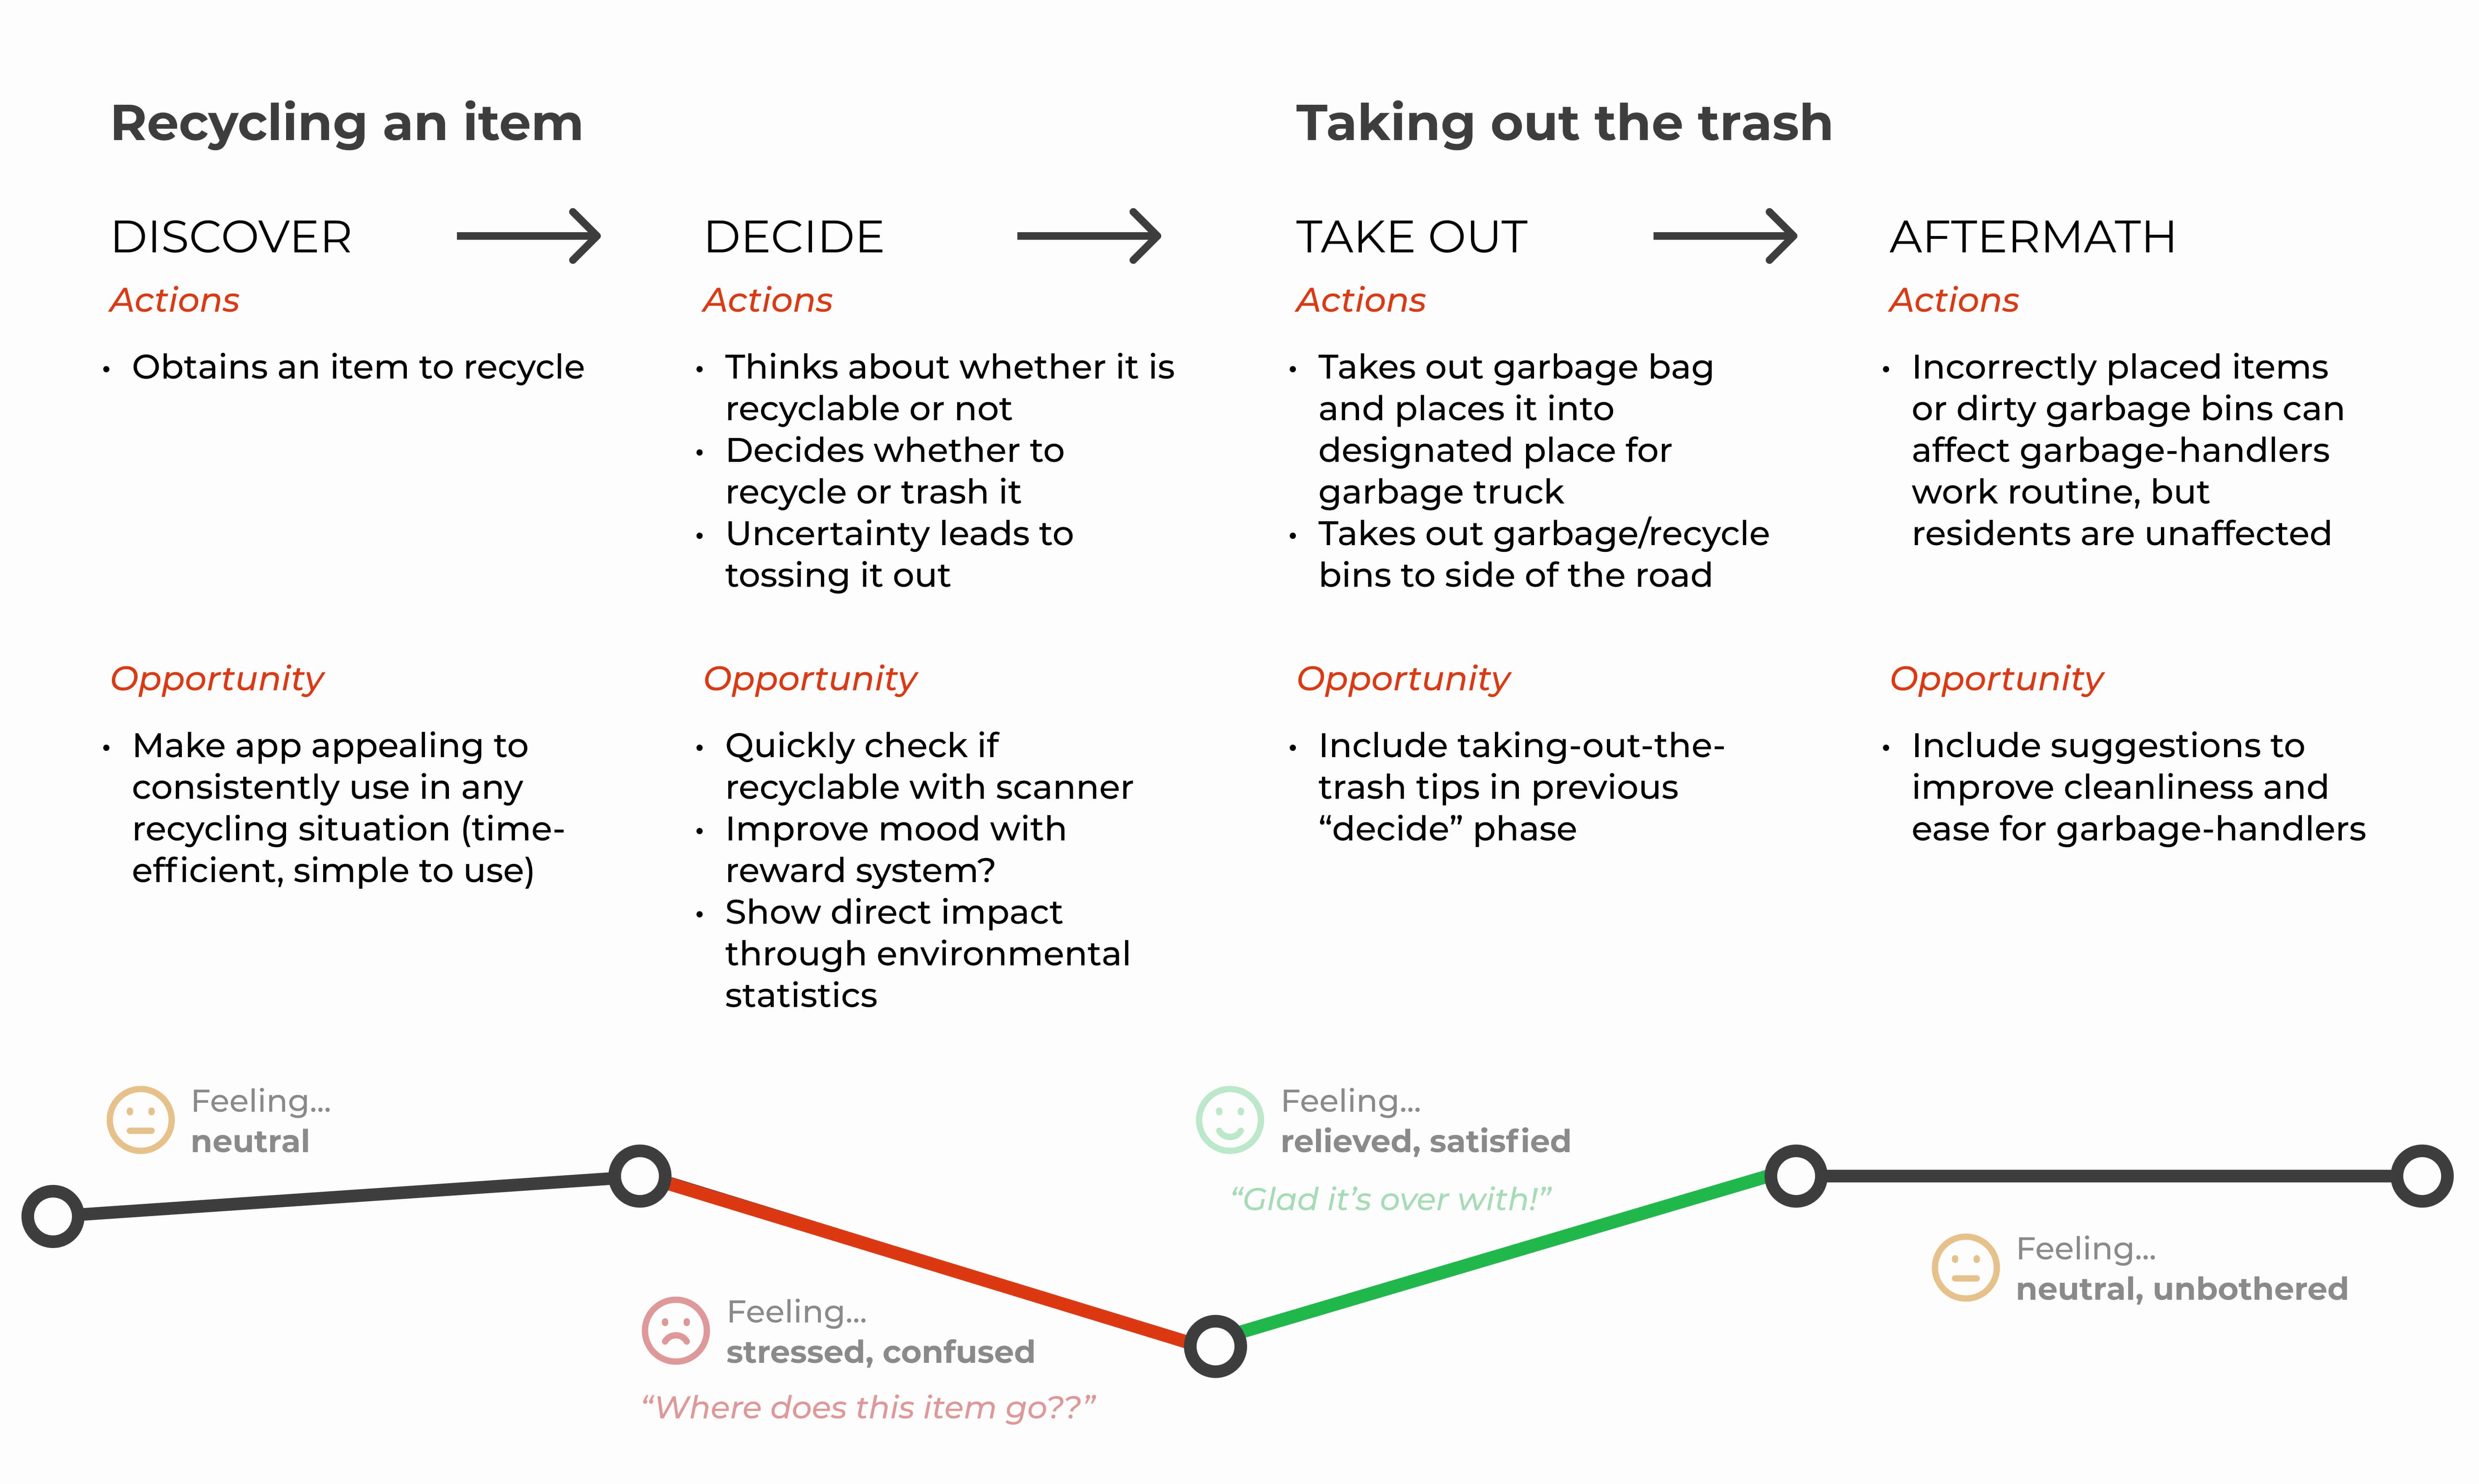 Recycling an item
Taking out the trash
DISCOVER
Actions
• Obtains an item to recycle
Opportunity
• Make app appealing to
consistently use in any
recycling situation (time-
efficient, simple to use)
DECIDE
Actions
• Thinks about whether it is
recyclable or not
• Decides whether to
recycle or trash it
• Uncertainty leads to
tossing it out
Opportunity
• Quickly check if
recyclable with scanner
• Improve mood with
reward system?
• Show direct impact
through environmental
statistics
TAKE OUT
Actions
• Takes out garbage bag
and places it into
designated place for
garbage truck
• Takes out garbage/recycle
bins to side of the road
Opportunity
• Include taking-out-the-
trash tips in previous
“decide” phase
AFTERMATH
Actions
• Incorrectly placed items
or dirty garbage bins can
affect garbage-handlers
work routine, but
residents are unaffected
Opportunity
• Include suggestions to
improve cleanliness and
ease for garbage-handlers
Feeling...
neutral
Feeling...
stressed, confused
“Where does this item go??”
Feeling...
relieved, satisfied
“Glad it’s over with!”
Feeling...
neutral, unbothered